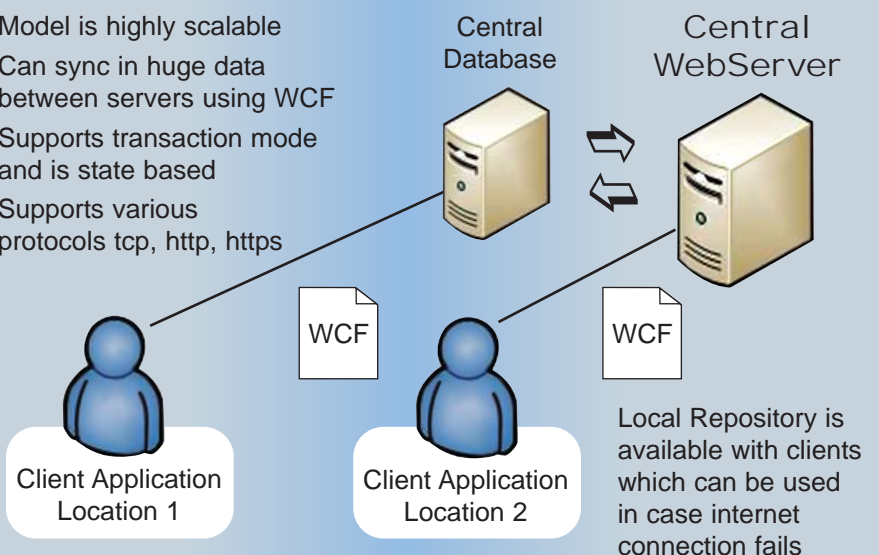 Model is highly scalable
Can sync in huge data
between servers using WCF
Supports transaction mode
and is state based
Supports various
protocols tcp, http, https
Central
Database
Central
WebServer
WCF
WCF
Client Application
Location 1
Client Application
Location 2
Local Repository is
available with clients
which can be used
in case internet
connection fails